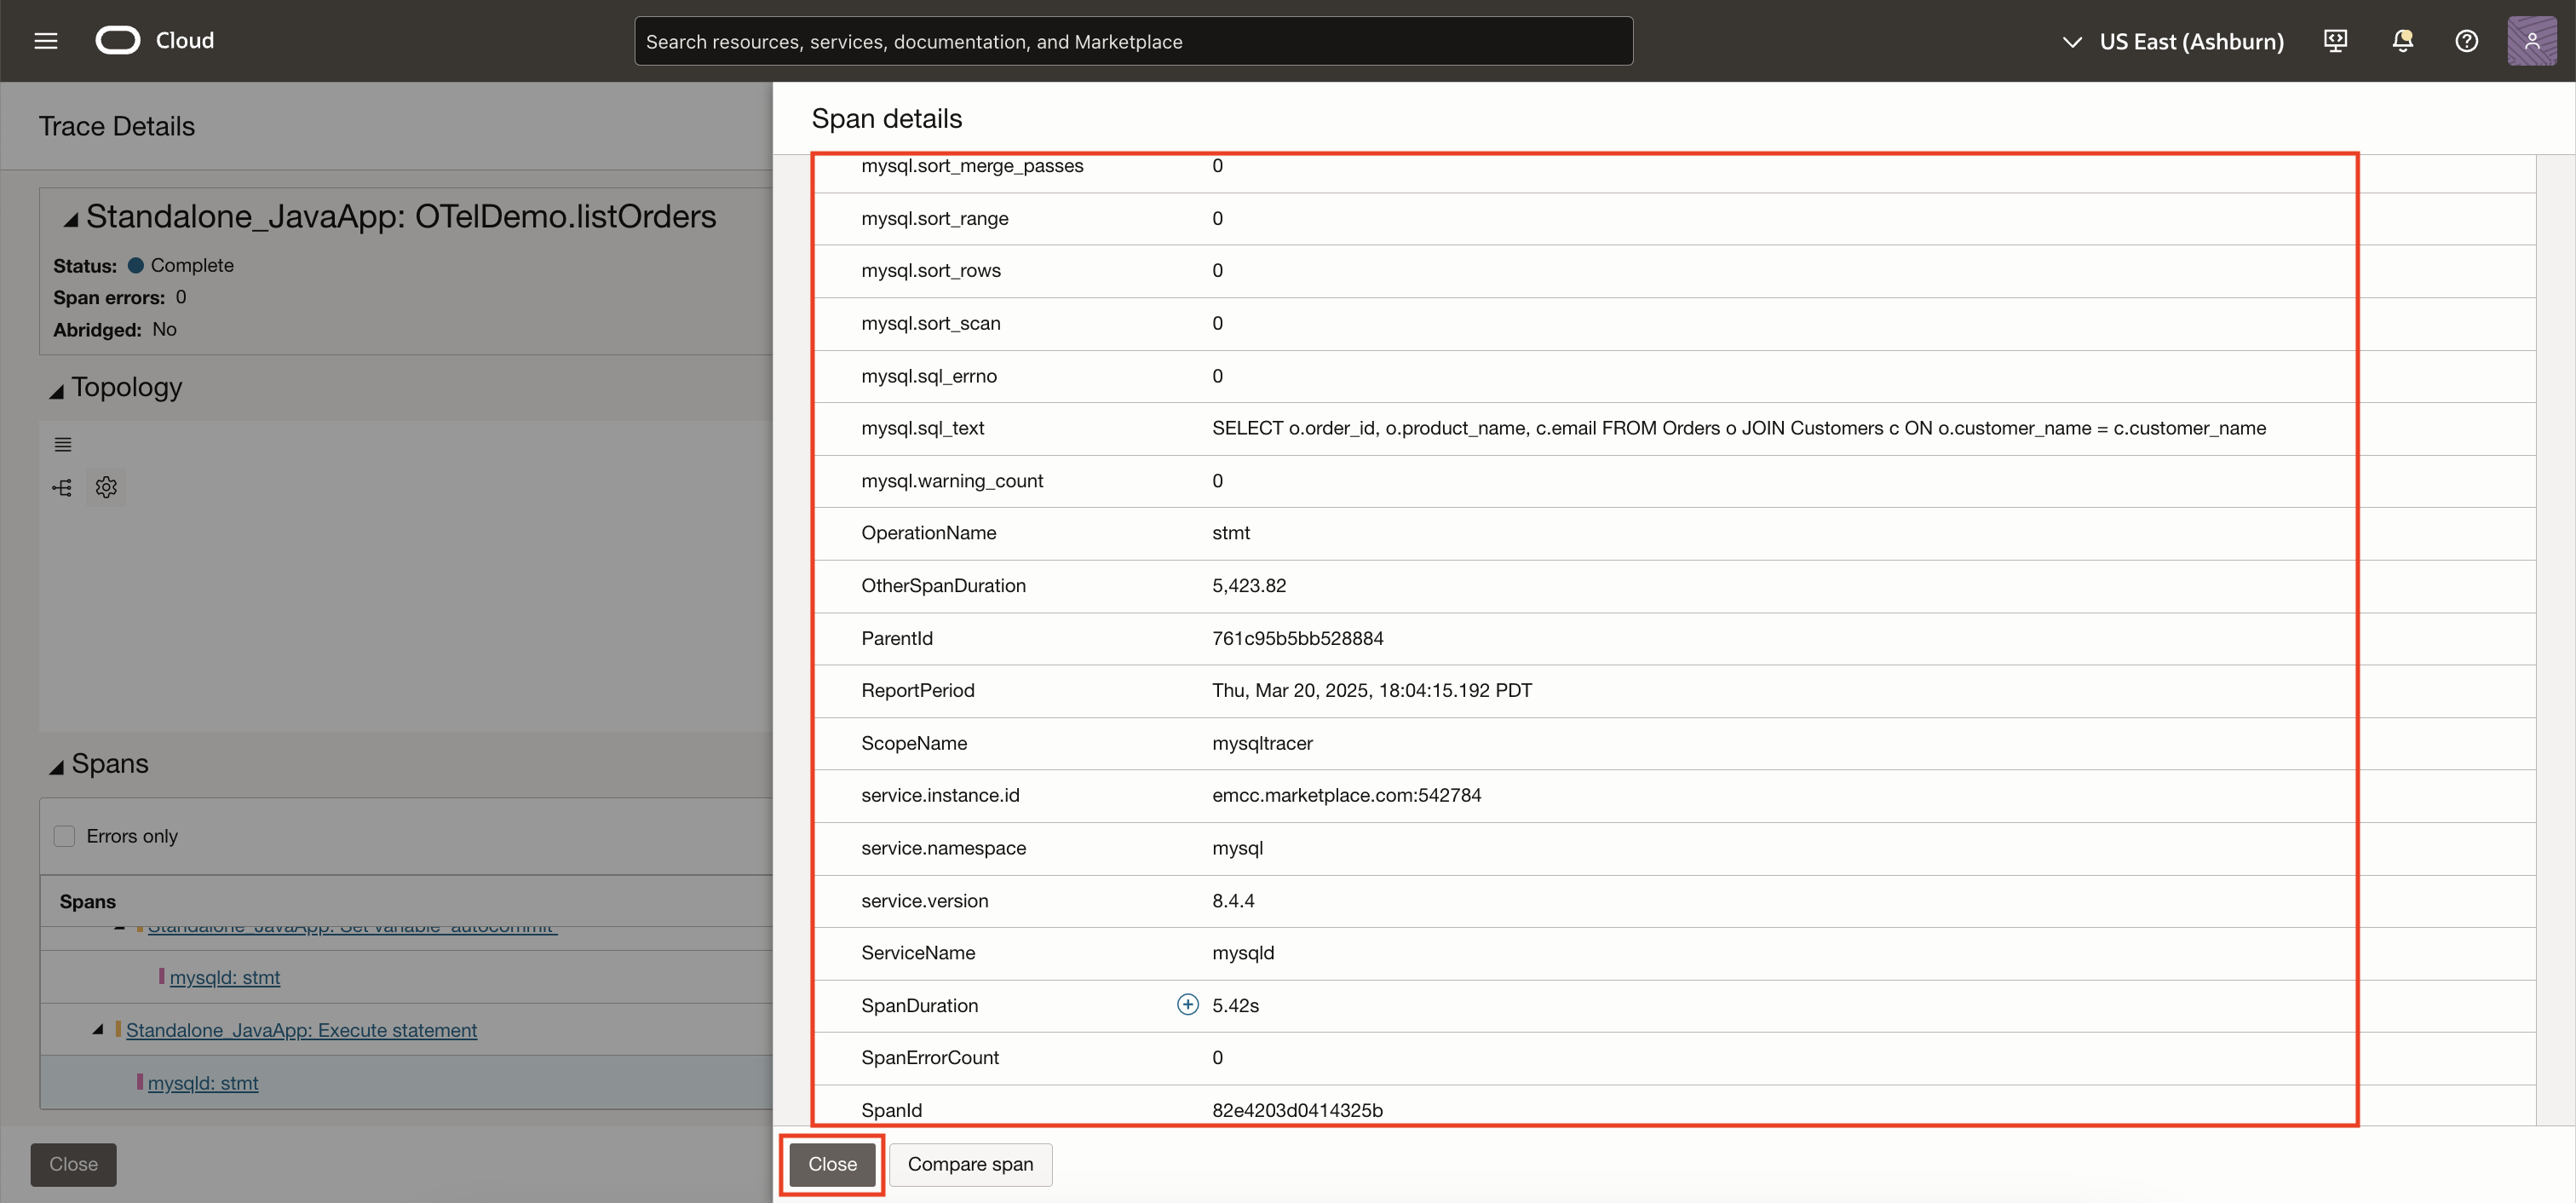 Cloud
Search resources, services, documentation, and Marketplace
US East (Ashburn)
Trace Details
Standalone_JavaApp: OTelDemo.listOrders
Status: Complete
Span errors: 0
Abridged: No
Topology
Spans
Errors only
Spans
Standalone_JavaApp: Set variable 'autocommit'
mysqld: stmt
Standalone_JavaApp: Execute statement
mysqld: stmt
Close
Span details
mysql.sort_merge_passes 0
mysql.sort_range 0
mysql.sort_rows 0
mysql.sort_scan 0
mysql.sql_errno 0
mysql.sql_text SELECT o.order_id, o.product_name, c.email FROM Orders o JOIN Customers c ON o.customer_name = c.customer_name
mysql.warning_count 0
OperationName stmt
OtherSpanDuration 5,423.82
ParentId 761c95b5bb528884
ReportPeriod Thu, Mar 20, 2025, 18:04:15.192 PDT
ScopeName mysqltracer
service.instance.id emcc.marketplace.com:542784
service.namespace mysql
service.version 8.4.4
ServiceName mysqld
SpanDuration 5.42s
SpanErrorCount 0
SpanId 82e4203d0414325b
Close
Compare span